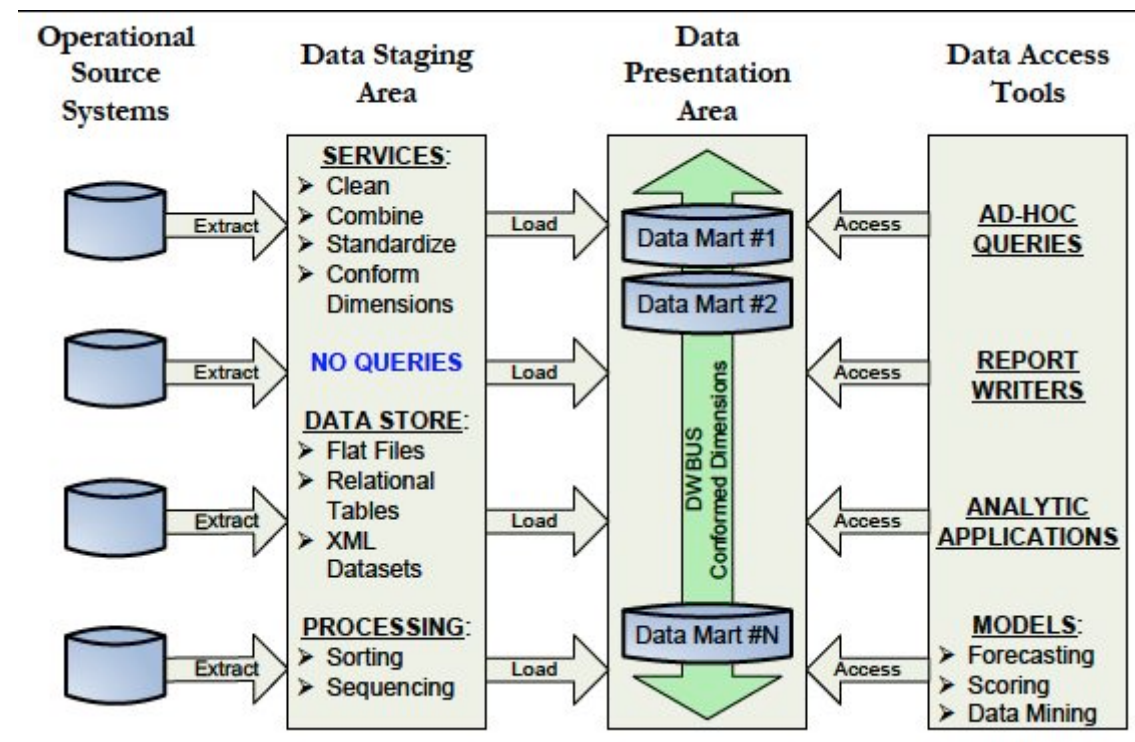 Operational
Source
Systems
Data Staging
Area
Data
Presentation
Area
Data Access
Tools
Extract
Extract
Extract
Extract
SERVICES:
➢ Clean
➢ Combine
➢ Standardize
➢ Conform
Dimensions
NO QUERIES
DATA STORE:
➢ Flat Files
➢ Relational
Tables
➢ XML
Datasets
PROCESSING:
➢ Sorting
➢ Sequencing
Load
Load
Load
Load
Data Mart #1
Data Mart #2
DW BUS
Conformed Dimensions
Data Mart #N
Access
Access
Access
Access
AD-HOC
QUERIES
REPORT
WRITERS
ANALYTIC
APPLICATIONS
MODELS:
➢ Forecasting
➢ Scoring
➢ Data Mining